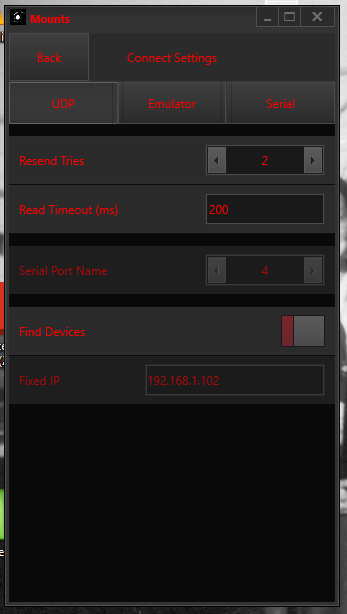 Mounts
Back
Connect Settings
UDP
Emulator
Serial
Resend Tries
2
Read Timeout (ms)
200
Serial Port Name
4
Find Devices
Fixed IP
192.168.1.102